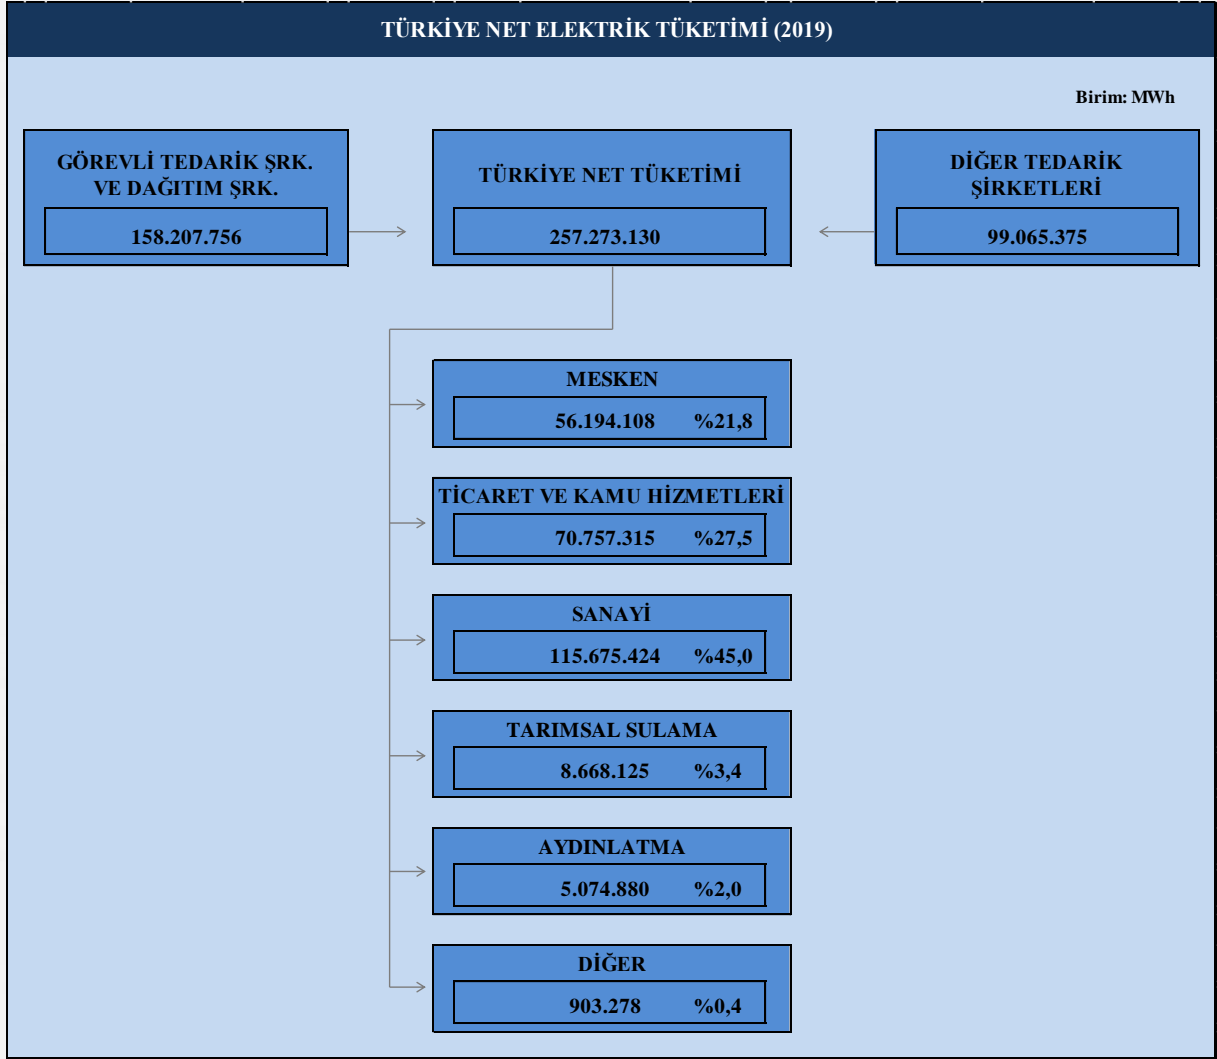 TÜRKİYE NET ELEKTRİK TÜKETİMİ (2019)
Birim: MWh
GÖREVLİ TEDARİK ŞRK.
VE DAĞITIM ŞRK.
158.207.756
TÜRKİYE NET TÜKETİMİ
257.273.130
DİĞER TEDARİK
ŞİRKETLERİ
99.065.375
MESKEN
56.194.108 %21,8
TİCARET VE KAMU HİZMETLERİ
70.757.315 %27,5
SANAYİ
115.675.424 %45,0
TARIMSAL SULAMA
8.668.125 %3,4
AYDINLATMA
5.074.880 %2,0
DİĞER
903.278 %0,4